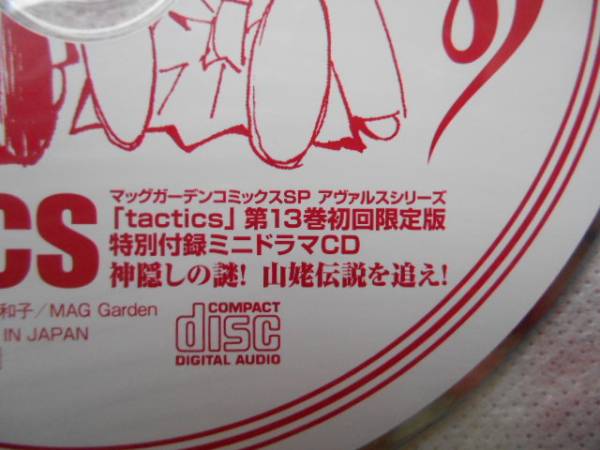 CS
マッグガーデンコミックスSP アヴァルスシリーズ
「tactics」第13巻初回限定版
特別付録ミニドラマCD
神隠しの謎! 山姥伝説を追え!
和子/MAG Garden
IN JAPAN
COMPACT
disc
DIGITAL AUDIO